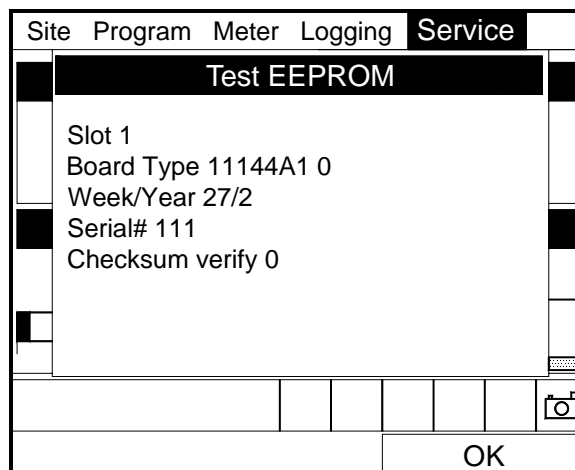 Site Program Meter Logging Service
Test EEPROM
Slot 1
Board Type 11144A1 0
Week/Year 27/2
Serial# 111
Checksum verify 0
OK